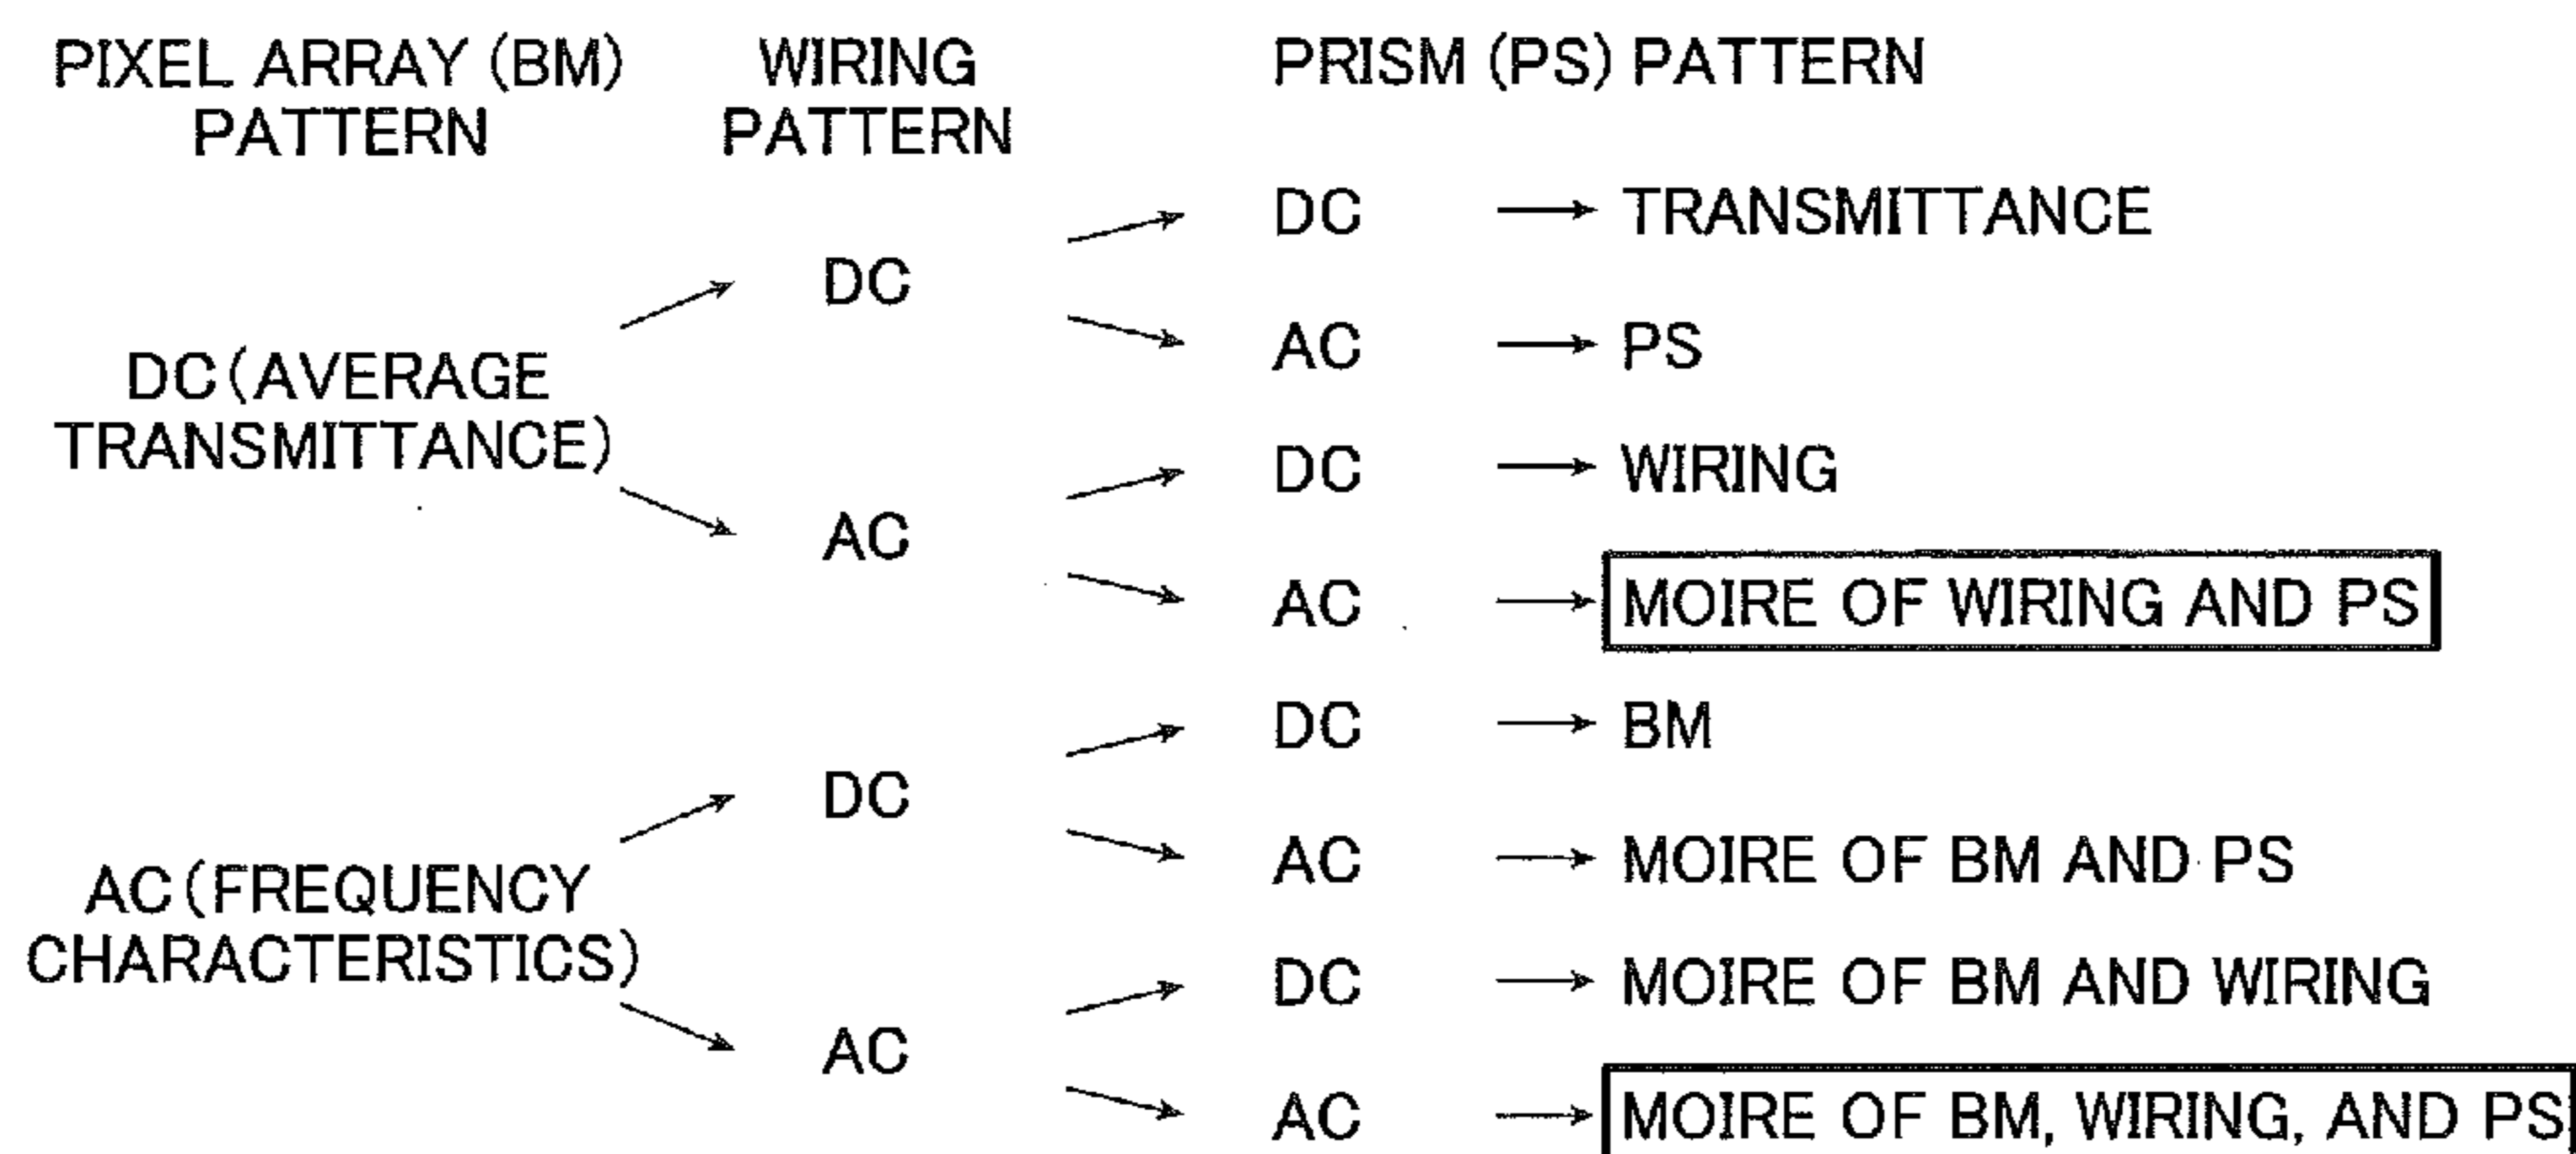 PIXEL ARRAY (BM) WIRING PRISM (PS) PATTERN
PATTERN PATTERN
DC → TRANSMITTANCE
DC
AC → PS
DC (AVERAGE
TRANSMITTANCE)
DC → WIRING
AC
AC → MOIRE OF WIRING AND PS
DC → BM
DC
AC → MOIRE OF BM AND PS
AC (FREQUENCY
CHARACTERISTICS)
DC → MOIRE OF BM AND WIRING
AC
AC → MOIRE OF BM, WIRING, AND PS